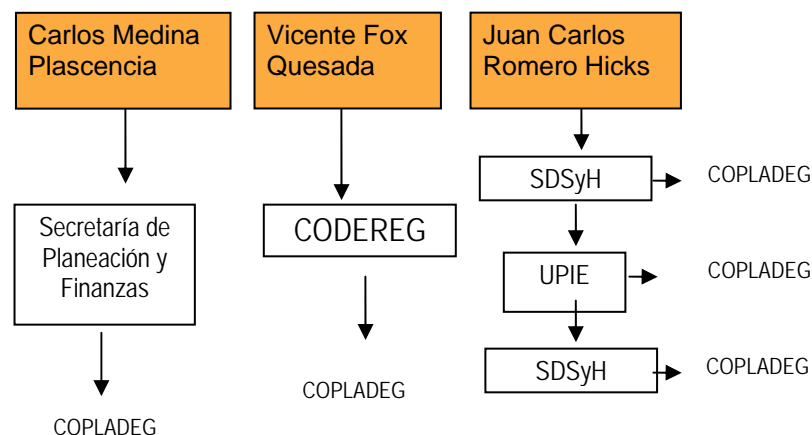 Carlos Medina
Plascencia
Vicente Fox
Quesada
Juan Carlos
Romero Hicks
Secretaría de
Planeación y
Finanzas
COPLADEG
CODEREG
COPLADEG
SDSyH
COPLADEG
UPIE
COPLADEG
SDSyH
COPLADEG